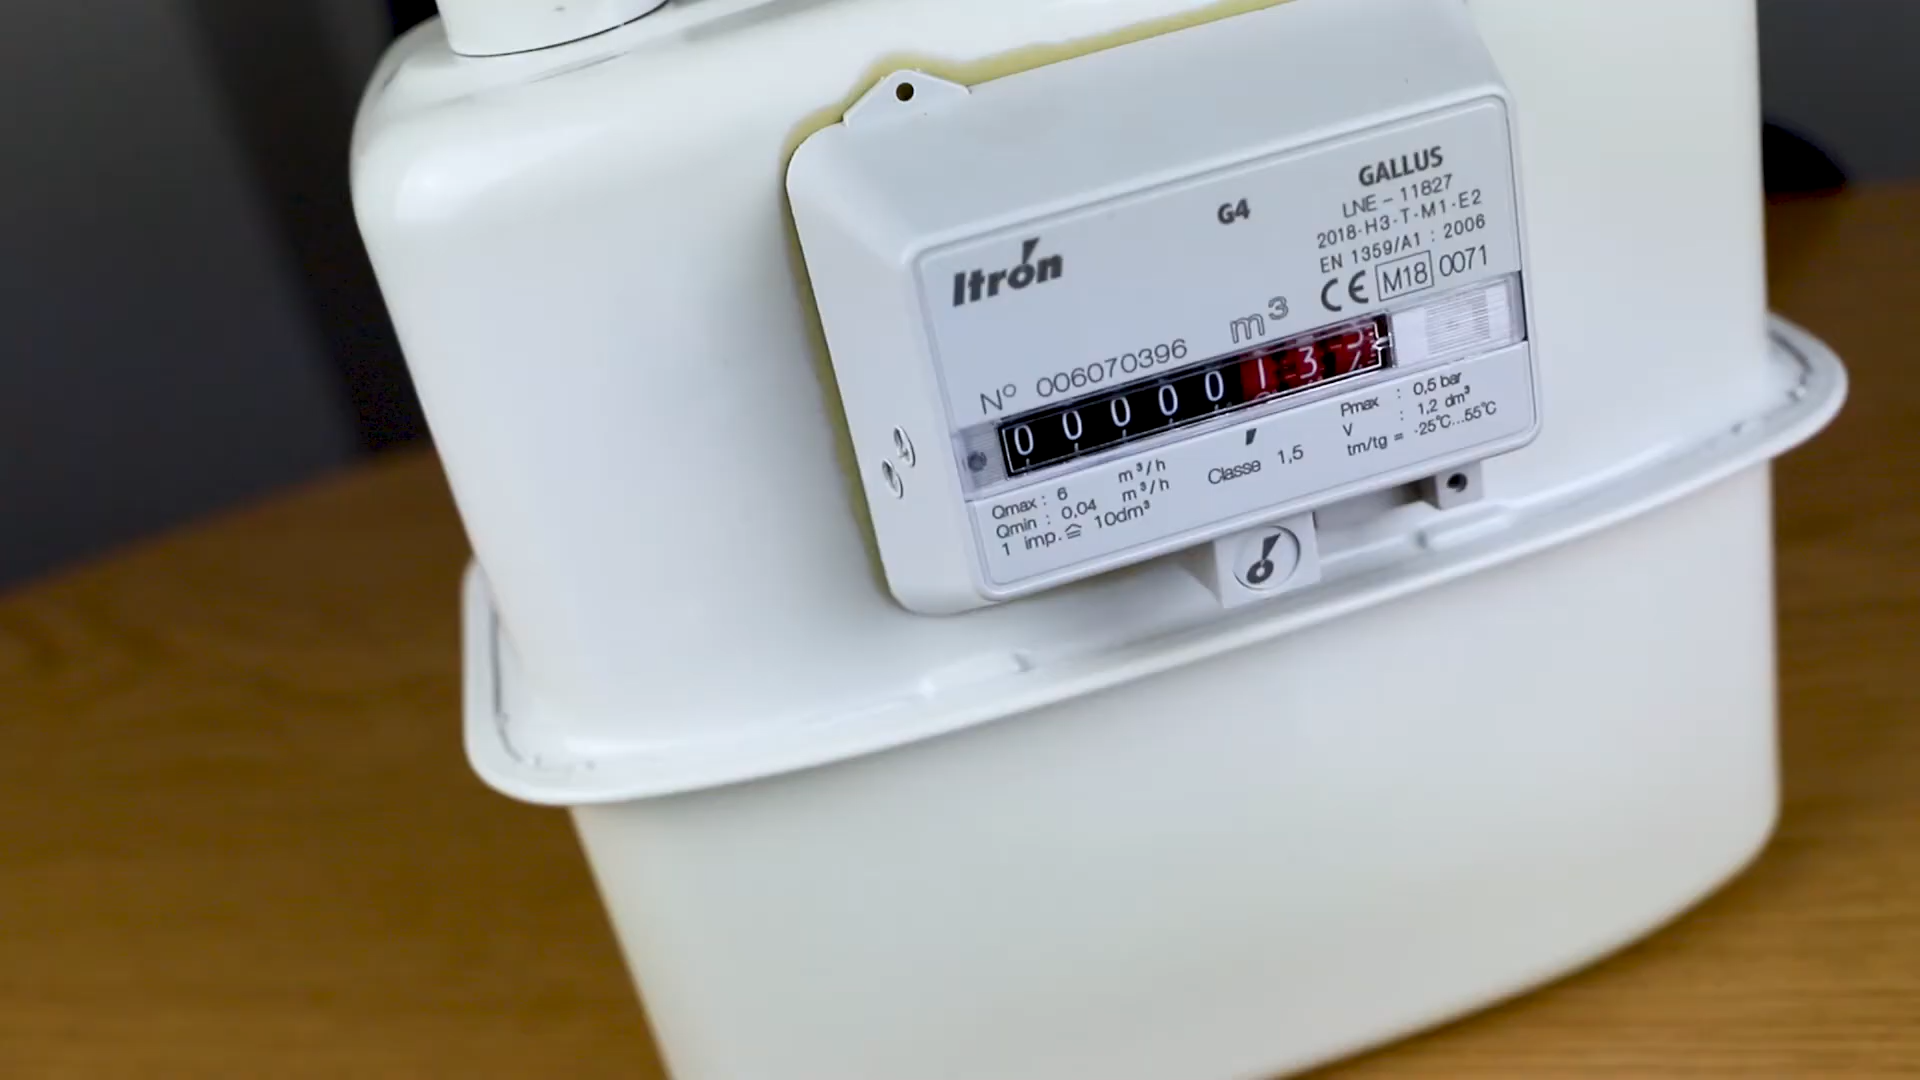 GALLUS
G4
LNE - 11827
2018-H3-T-M1-E2
EN 1359/A1 : 2006
CE M18 0071
Itrón
m³
Nº 006070396
0 0 0 0 0 1 3
Qmax : 6 m³/h
Qmin : 0,04 m³/h
1 imp. ≙ 10dm³
Classe 1,5
Pmax : 0,5 bar
V : 1,2 dm³
tm/tg = -25°C...55°C